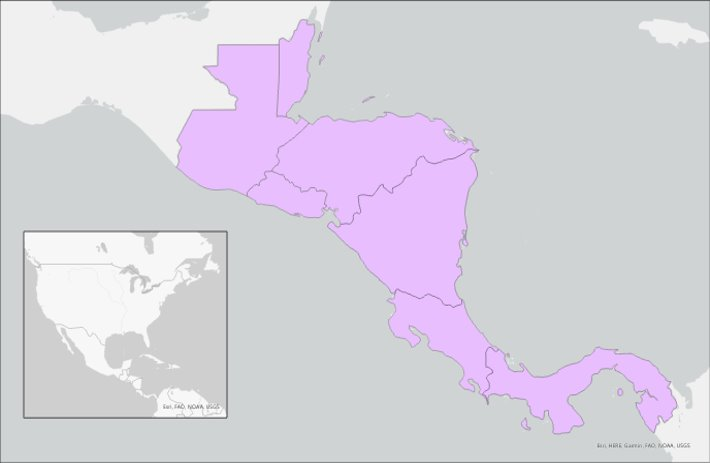 Esri, FAO, NOAA, USGS
Esri, HERE, Garmin, FAO, NOAA, USGS